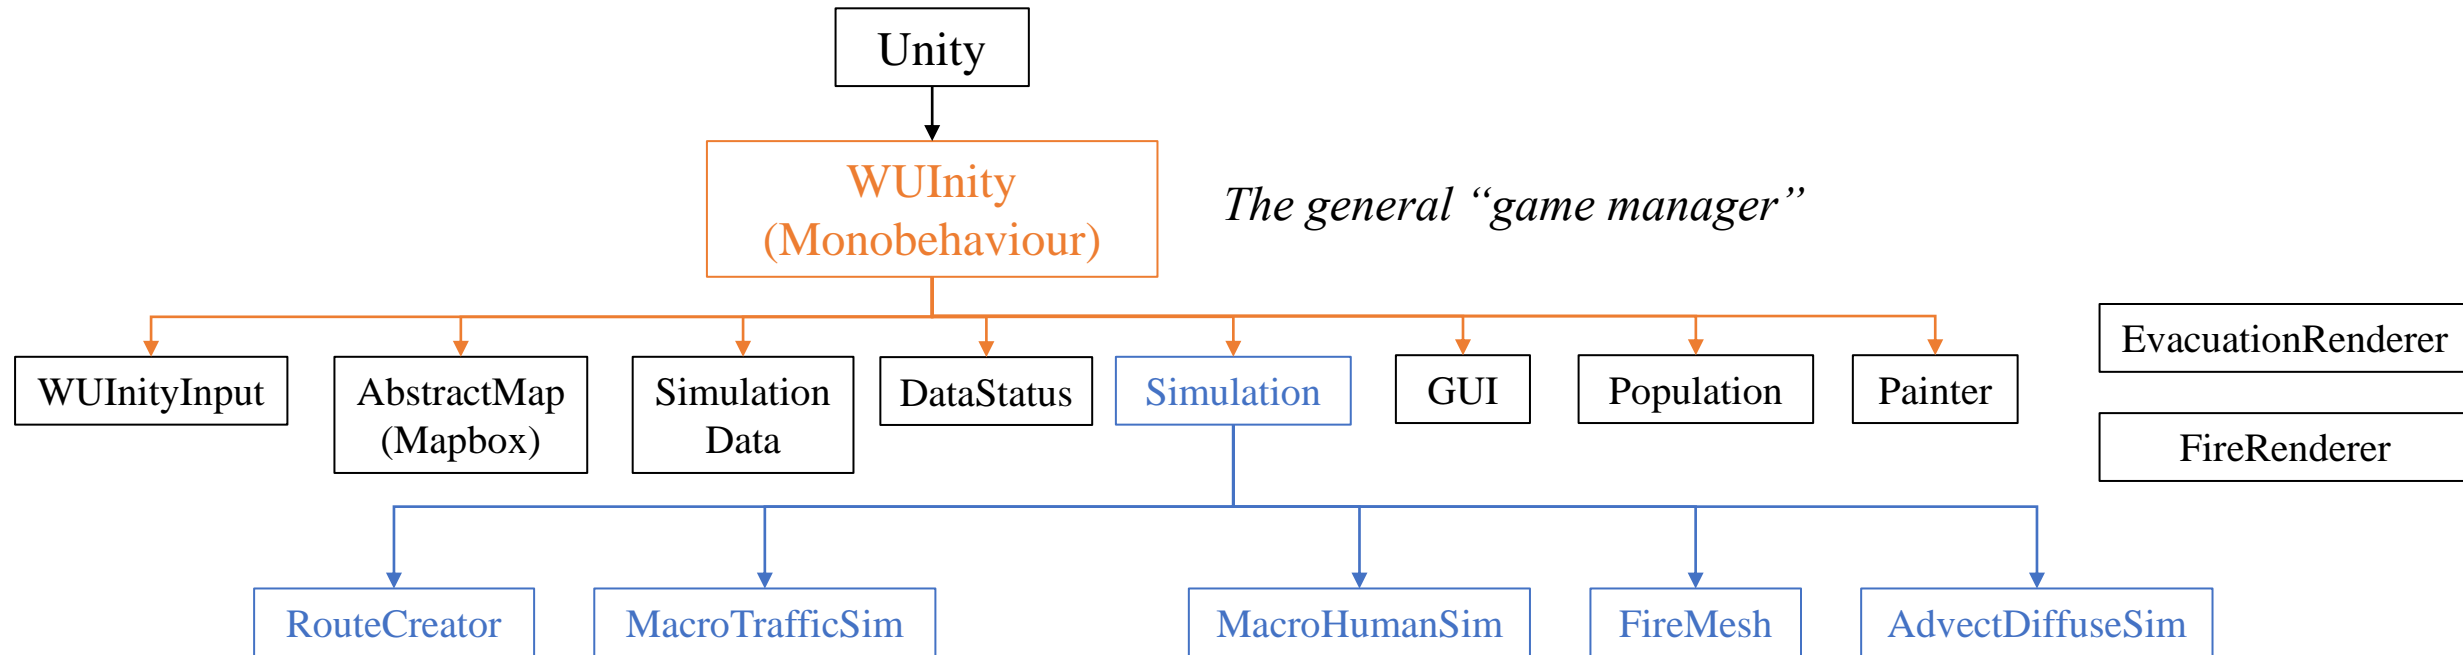 Unity
WUInity
(Monobehaviour)
The general “game manager”
WUInityInput
AbstractMap
(Mapbox)
Simulation
Data
DataStatus
Simulation
GUI
Population
Painter
EvacuationRenderer
FireRenderer
RouteCreator
MacroTrafficSim
MacroHumanSim
FireMesh
AdvectDiffuseSim